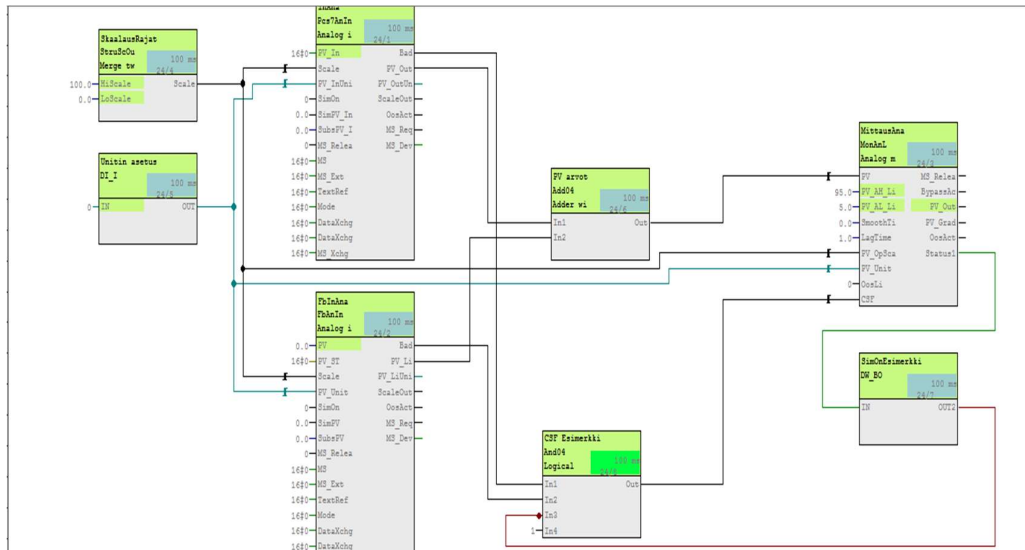 SkaalausRajat
StruScOu
Merge tw
100 ms
24/4
100.0 HiScale Scale
0.0 LoScale
Unitin asetus
DI_I
100 ms
24/3
0 IN OUT
InAna
Pcs7AnIn
Analog i
100 ms
24/1
16#0 PV_In Bad
Scale PV_Out
PV_InUni PV_OutUn
0 SimOn ScaleOut
0.0 SimPV_In OosAct
0.0 SubsPV_I MS_Req
0 MS_Relea MS_Dev
16#0 MS
16#0 MS_Ext
16#0 TextRef
16#0 Mode
16#0 DataXchg
16#0 DataXchg
16#0 MS_Xchg
FbInAna
FbAnIn
Analog i
100 ms
24/2
0.0 PV Bad
16#0 PV_ST PV_Li
Scale PV_LiUni
PV_Unit ScaleOut
0 SimOn OosAct
0.0 SimPV MS_Req
0.0 SubsPV MS_Dev
0 MS_Relea
16#0 MS
16#0 MS_Ext
16#0 TextRef
16#0 Mode
16#0 DataXchg
16#0 DataXchg
PV arvot
Add04
Adder wi
100 ms
24/6
In1 Out
In2
CSF Esimerkki
And04
Logical
100 ms
In1 Out
In2
In3
1 In4
MittausAna
MonAnL
Analog m
100 ms
PV MS_Relea
95.0 PV_AH_Li BypassAc
5.0 PV_AL_Li PV_Out
0.0 SmoothTi PV_Grad
1.0 LagTime OosAct
PV_OpSca Status1
PV_Unit
0 OosLi
CSF
SimOnEsimerkki
DW_BO
100 ms
24/7
IN OUT2